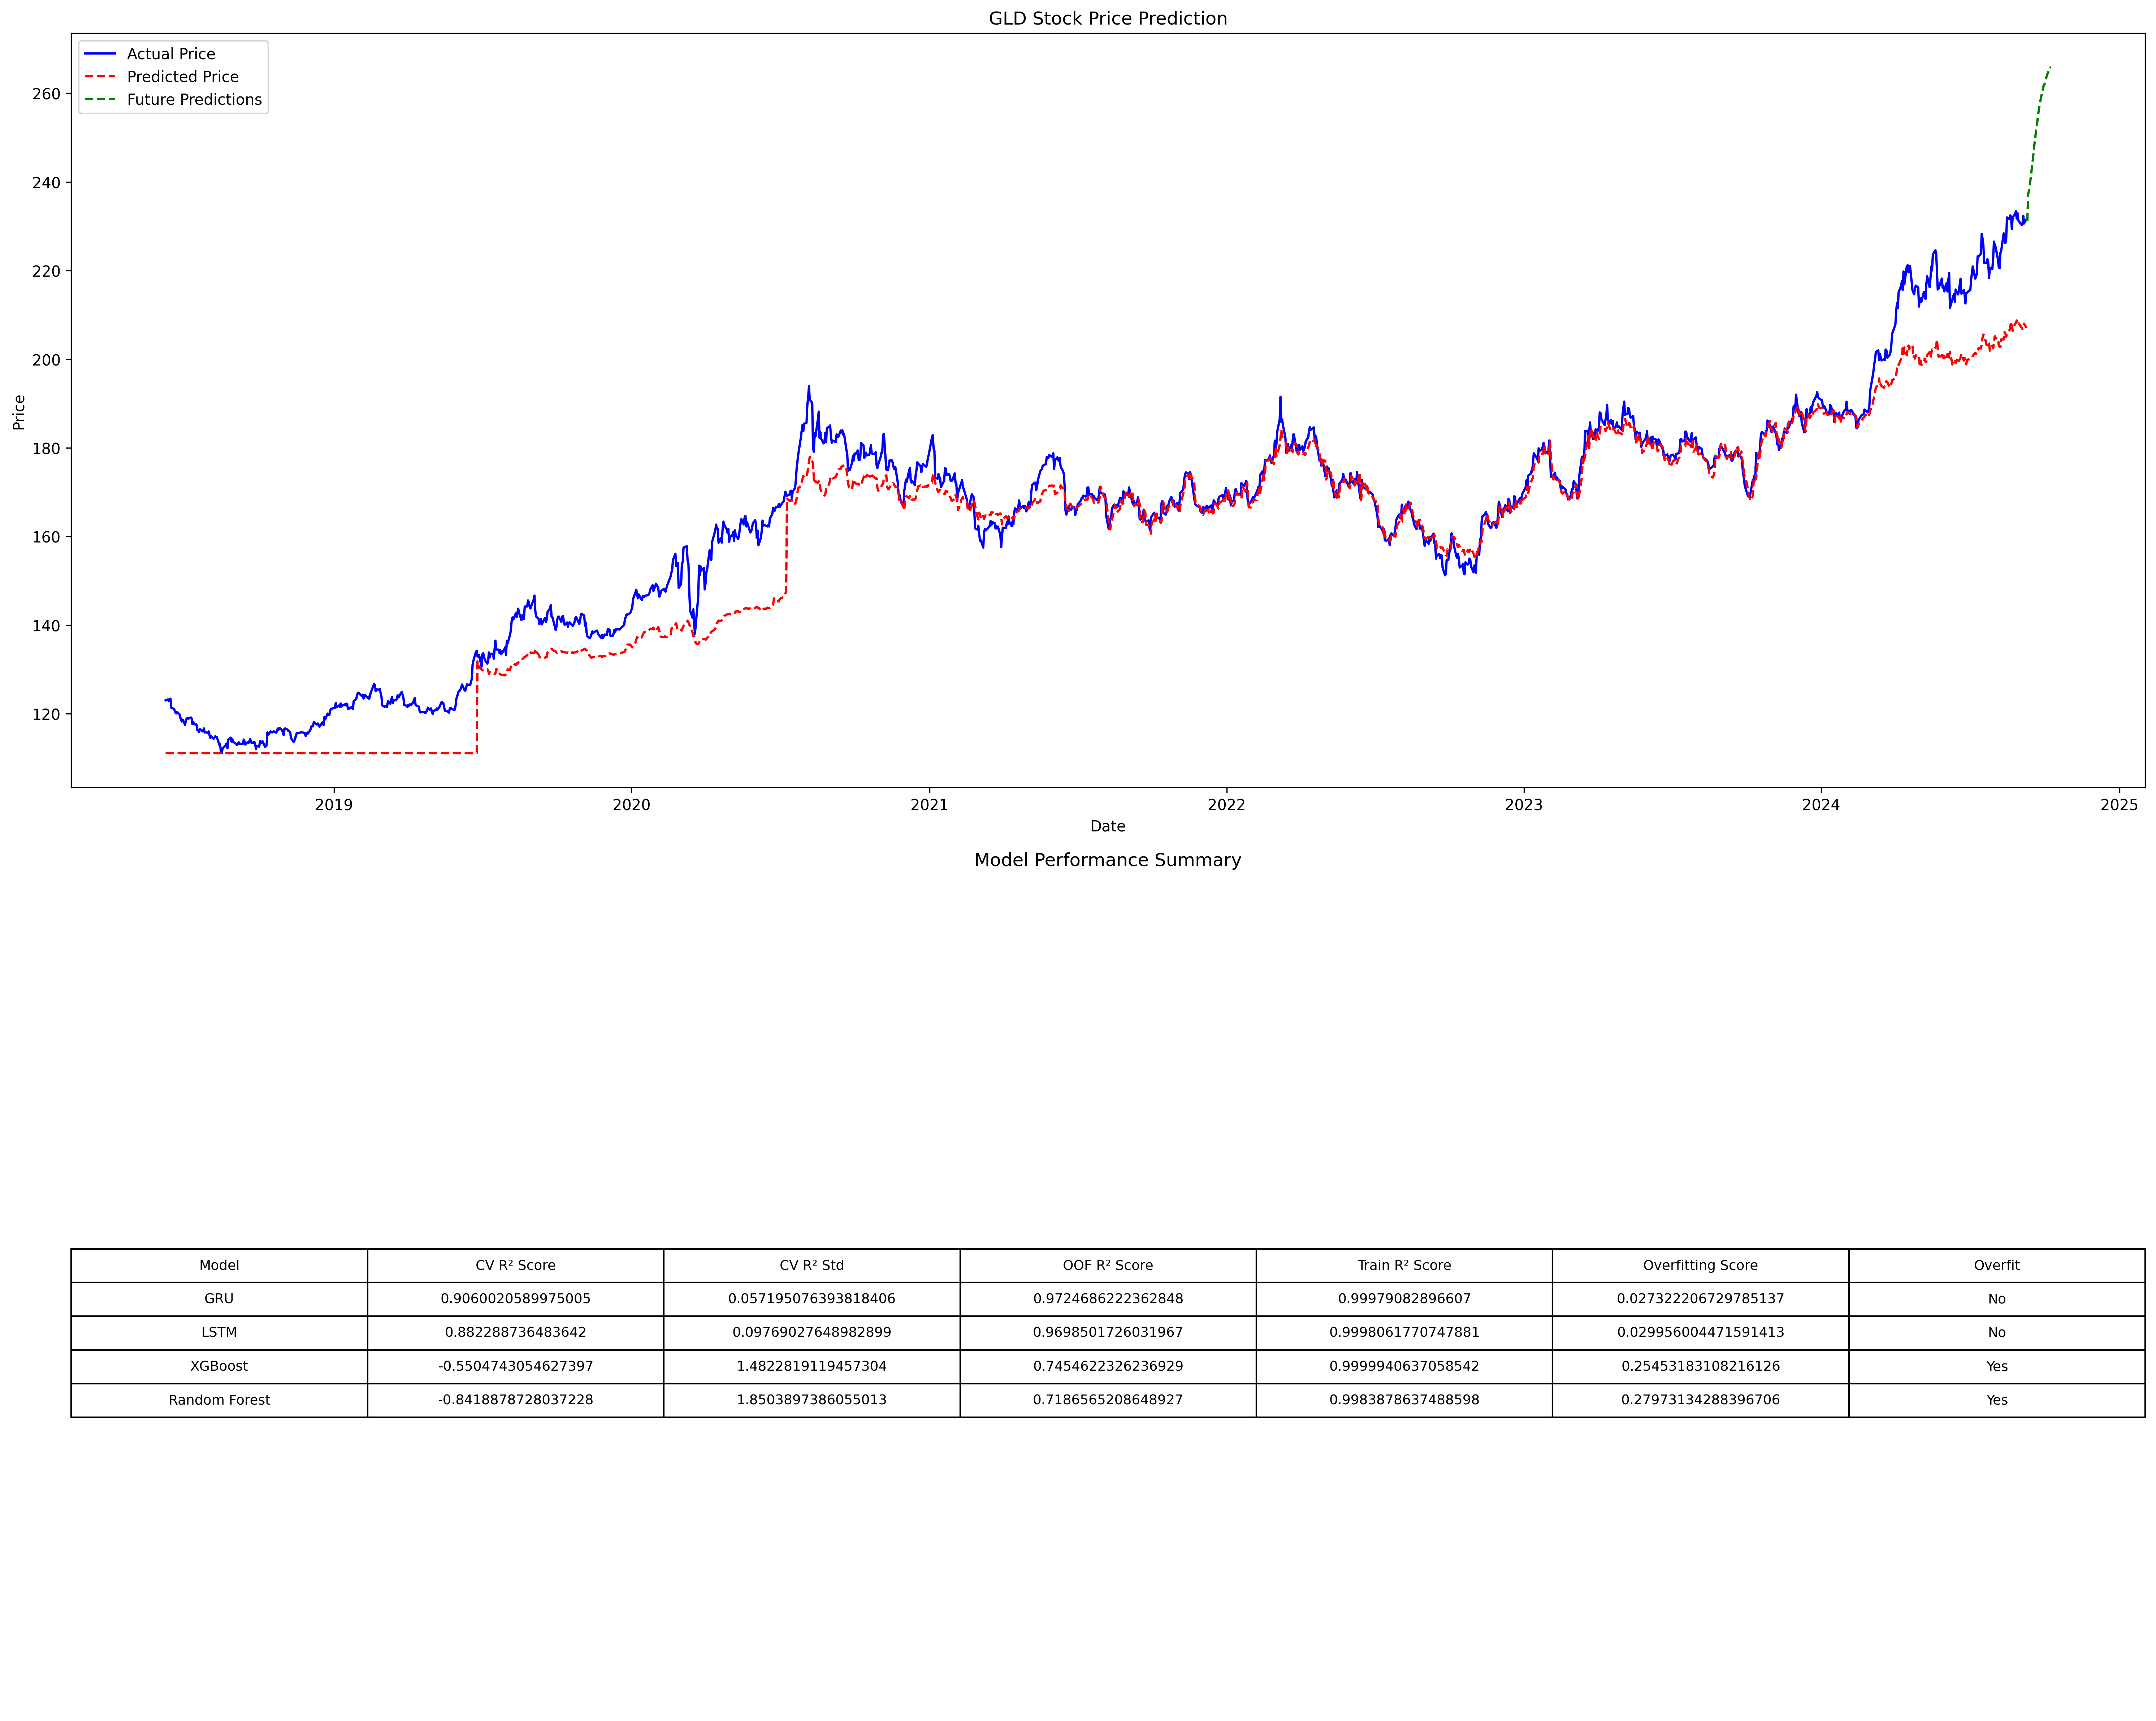 GLD Stock Price Prediction
Actual Price
Predicted Price
Future Predictions
260
240
220
200
180
160
140
120
Price
2019 2020 2021 2022 2023 2024 2025
Date
Model Performance Summary
Model CV R² Score CV R² Std OOF R² Score Train R² Score Overfitting Score Overfit
GRU 0.9060020589975005 0.057195076393818406 0.9724686222362848 0.99979082896607 0.027322206729785137 No
LSTM 0.882288736483642 0.09769027648982899 0.9698501726031967 0.9998061770747881 0.029956004471591413 No
XGBoost -0.5504743054627397 1.4822819119457304 0.7454622326236929 0.9999940637058542 0.25453183108216126 Yes
Random Forest -0.8418878728037228 1.8503897386055013 0.7186565208648927 0.9983878637488598 0.27973134288396706 Yes